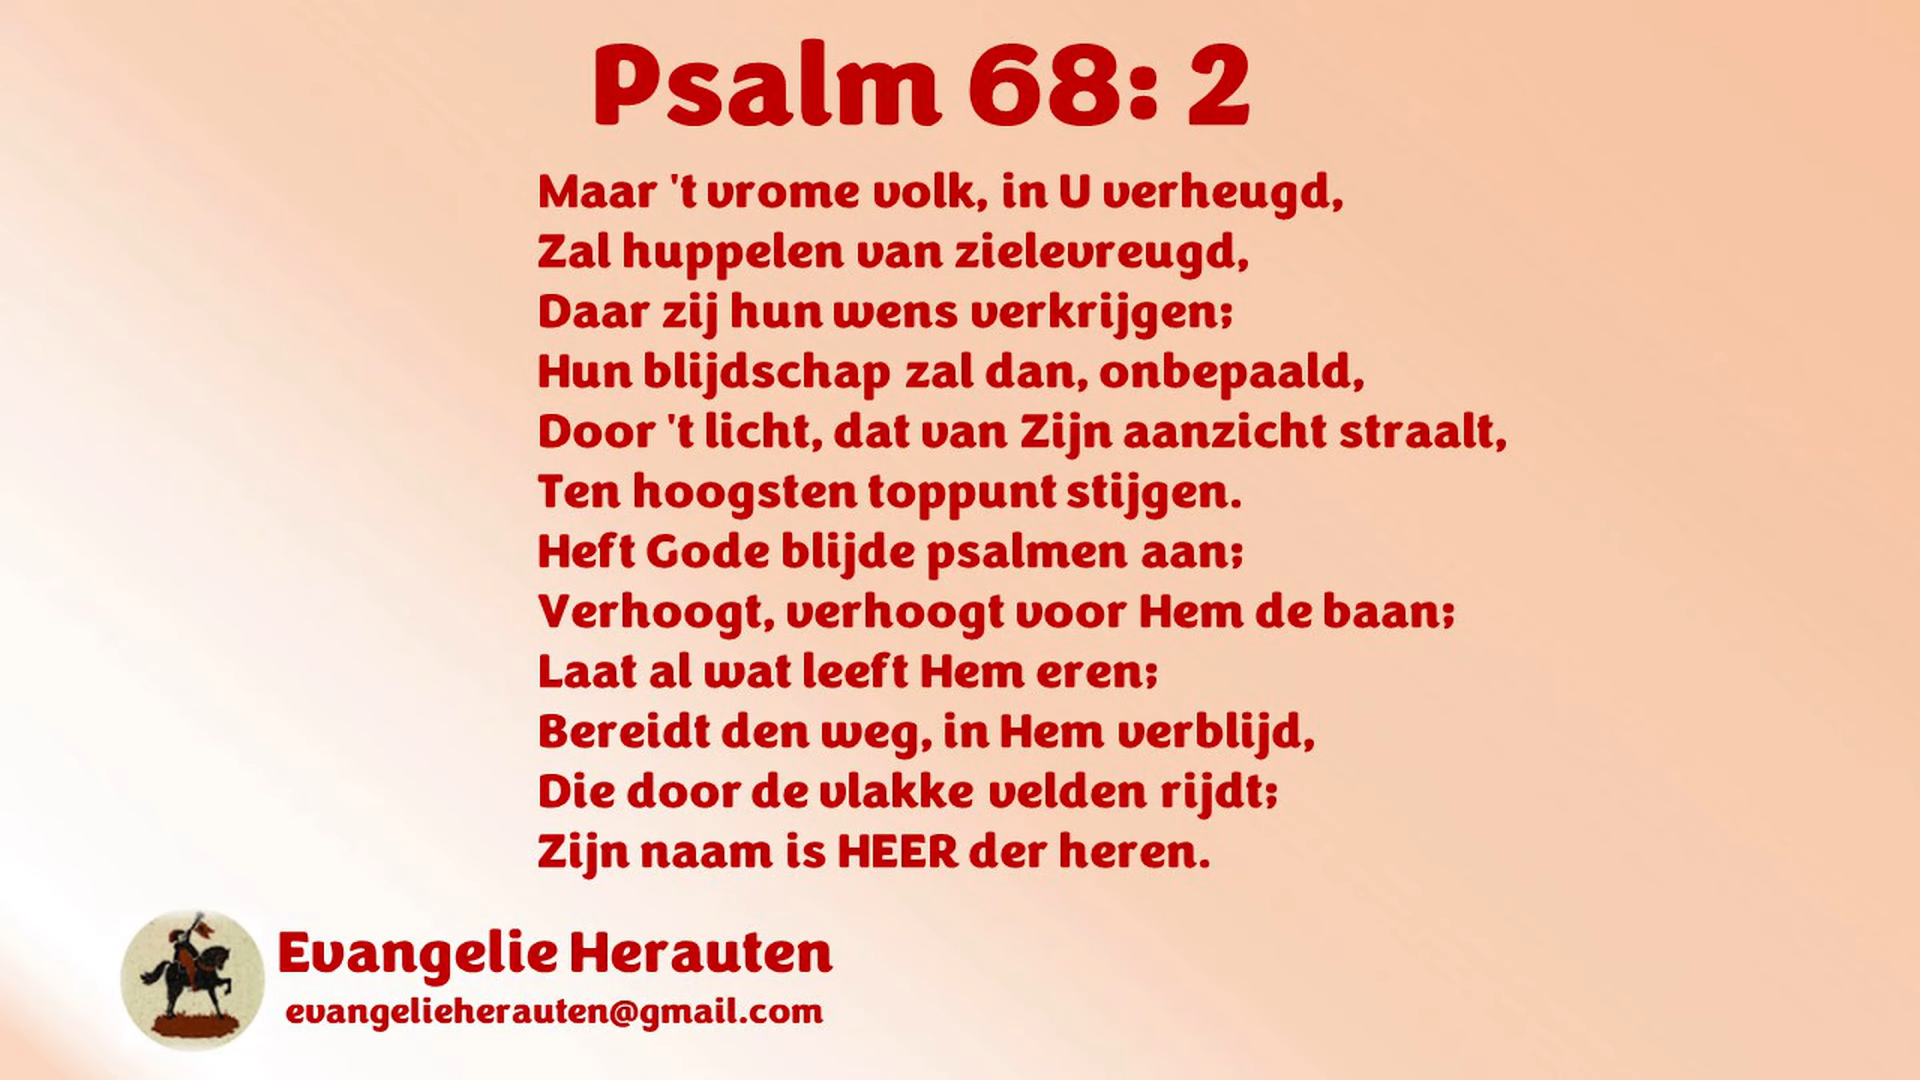 Psalm 68: 2
Maar 't vrome volk, in U verheugd,
Zal huppelen van zielevreugd,
Daar zij hun wens verkrijgen;
Hun blijdschap zal dan, onbepaald,
Door 't licht, dat van Zijn aanzicht straalt,
Ten hoogsten toppunt stijgen.
Heft Gode blijde psalmen aan;
Verhoogt, verhoogt voor Hem de baan;
Laat al wat leeft Hem eren;
Bereidt den weg, in Hem verblijd,
Die door de vlakke velden rijdt;
Zijn naam is HEER der heren.
Evangelie Herauten
evangelieherauten@gmail.com